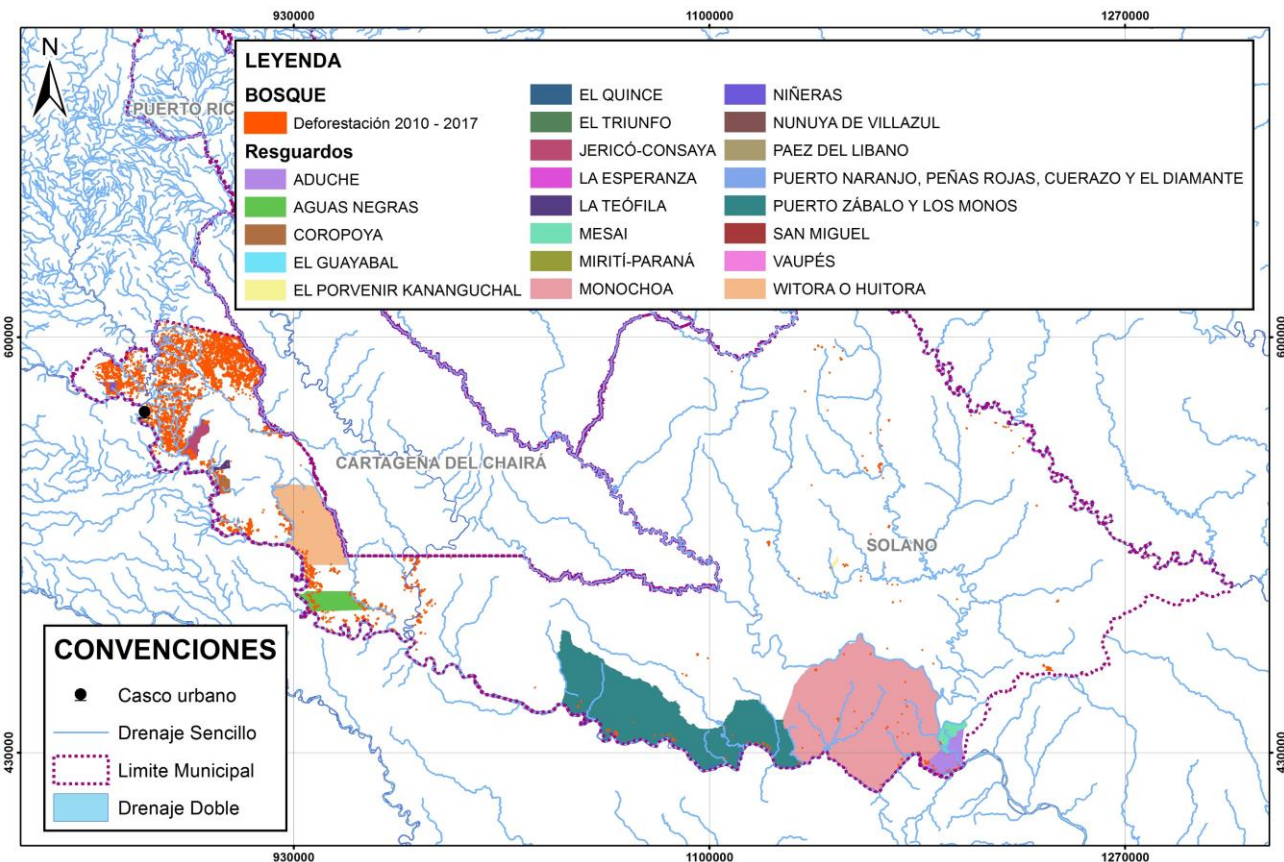 930000
1100000
1270000
N
PUERTO RIC
LEYENDA
BOSQUE
Deforestación 2010 - 2017
Resguardos
ADUCHE
AGUAS NEGRAS
COROPOYA
EL GUAYABAL
EL PORVENIR KANANGUCHAL
EL QUINCE
EL TRIUNFO
JERICÓ-CONSAYA
LA ESPERANZA
LA TEÓFILA
MESAI
MIRITÍ-PARANÁ
MONOCHOA
NIÑERAS
NUNUYA DE VILLAZUL
PAEZ DEL LIBANO
PUERTO NARANJO, PEÑAS ROJAS, CUERAZO Y EL DIAMANTE
PUERTO ZÁBALO Y LOS MONOS
SAN MIGUEL
VAUPÉS
WITORA O HUITORA
600000
600000
CARTAGENA DEL CHAIRÁ
SOLANO
CONVENCIONES
Casco urbano
Drenaje Sencillo
Limite Municipal
Drenaje Doble
430000
430000
930000
1100000
1270000